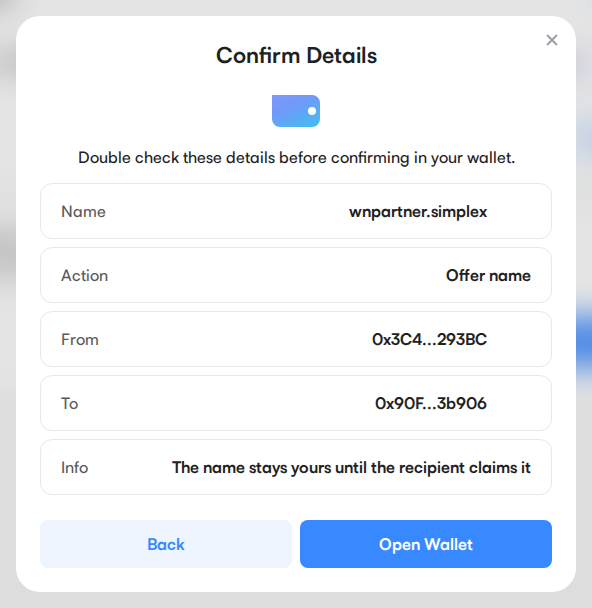 Confirm Details
Double check these details before confirming in your wallet.
Name wnpartner.simplex
Action Offer name
From 0x3C4...293BC
To 0x90F...3b906
Info The name stays yours until the recipient claims it
Back Open Wallet